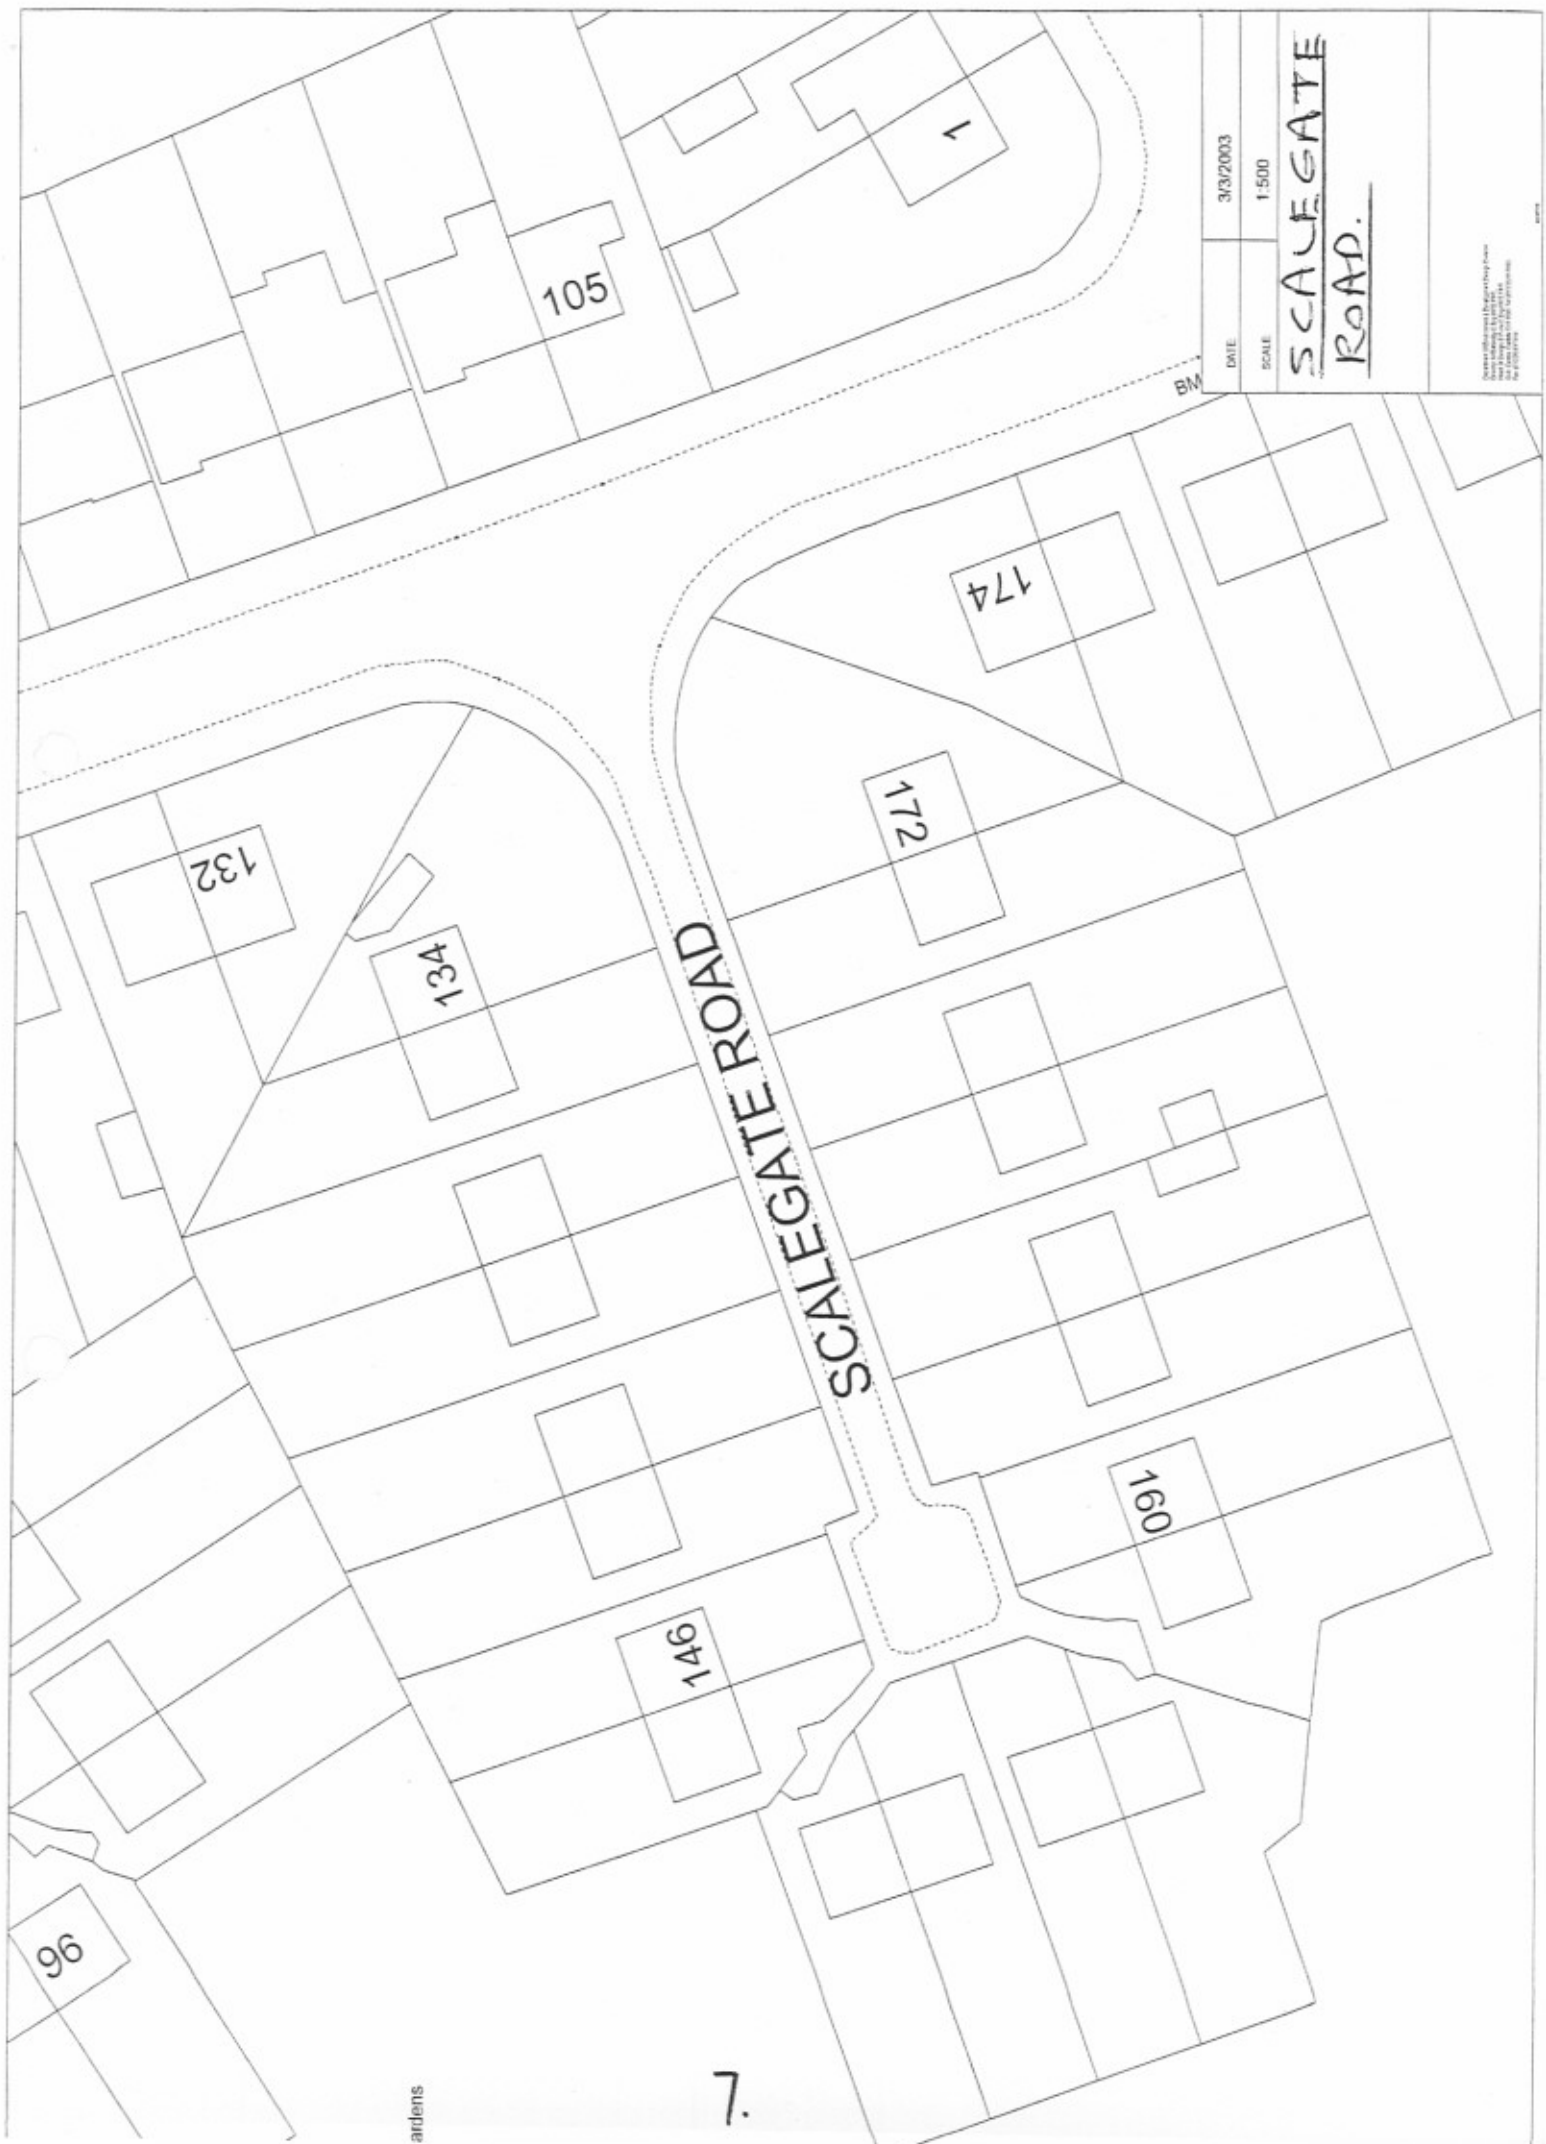 DATE
3/3/2003
SCALE
1:500
SCALEGATE
ROAD.
105
1
BM
174
172
132
134
SCALEGATE ROAD
160
146
96
ardens
7.